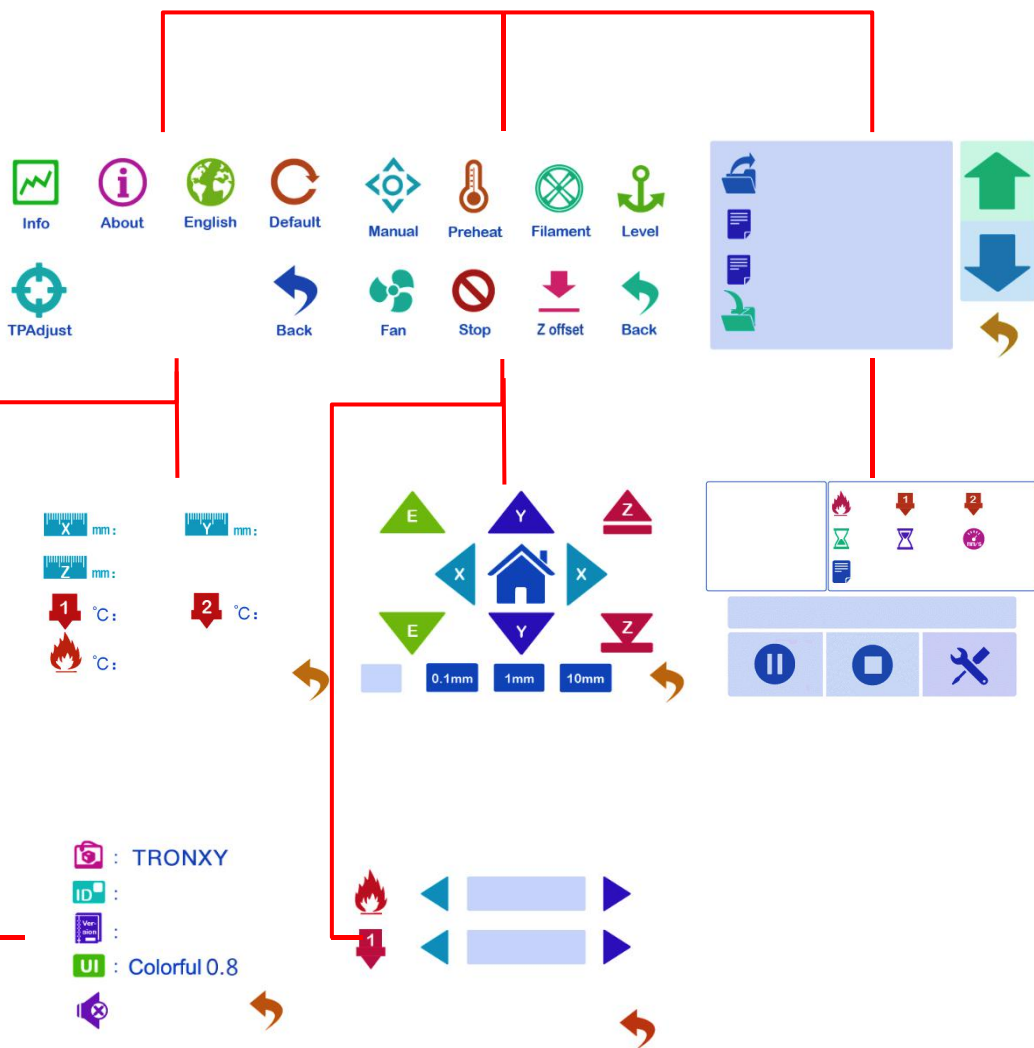 Info About English Default Manual Preheat Filament Level
TPAdjust Back Fan Stop Z offset Back
X mm: Y mm:
Z mm:
1 ℃: 2 ℃:
℃:
E Y Z
X X
E Y Z
0.1mm 1mm 10mm
1 2
mm/s
: TRONXY
ID :
Ver-
sion :
UI : Colorful 0.8
1